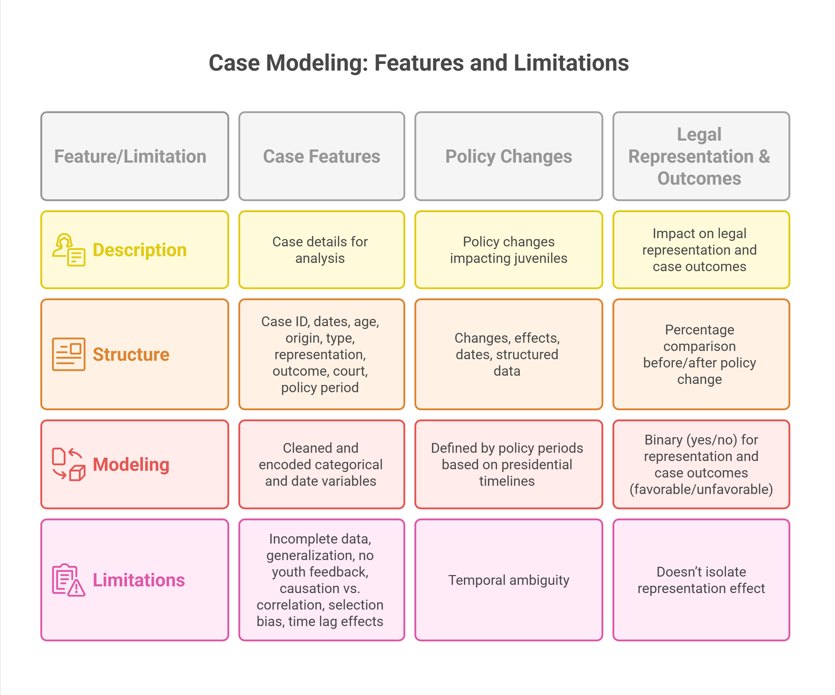 Case Modeling: Features and Limitations
Feature/Limitation
Case Features
Policy Changes
Legal
Representation &
Outcomes
Description
Case details for
analysis
Policy changes
impacting juveniles
Impact on legal
representation and
case outcomes
Structure
Case ID, dates, age,
origin, type,
representation,
outcome, court,
policy period
Changes, effects,
dates, structured
data
Percentage
comparison
before/after policy
change
Modeling
Cleaned and
encoded categorical
and date variables
Defined by policy periods
based on presidential
timelines
Binary (yes/no) for
representation and
case outcomes
(favorable/unfavorable)
Limitations
Incomplete data,
generalization, no
youth feedback,
causation vs.
correlation, selection
bias, time lag effects
Temporal ambiguity
Doesn’t isolate
representation effect